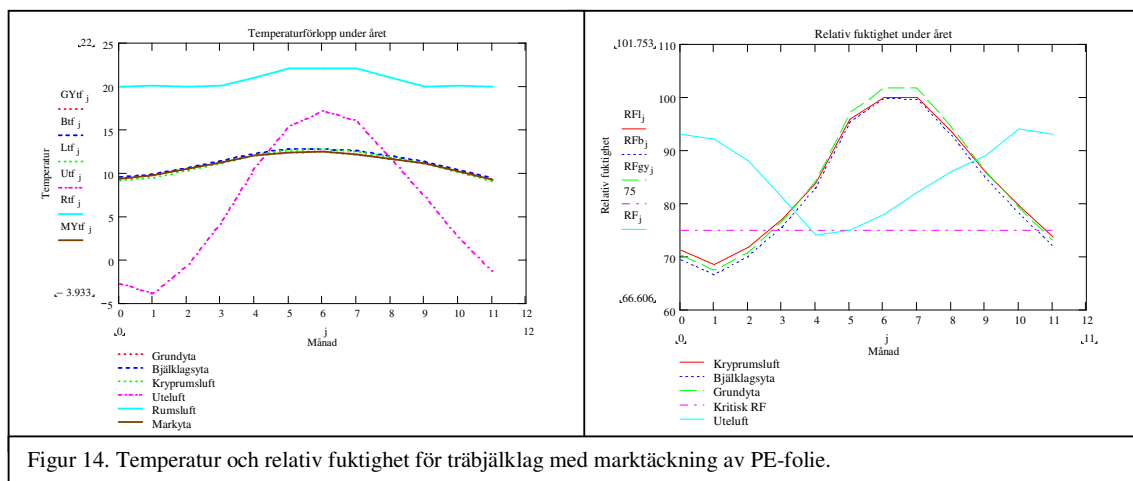 Temperaturförlopp under året
22
25
20
15
10
5
0
5
− 3.933
GYtf j
Btf j
Ltf j
Utf j
Rtf j
MYtf j
Temperatur
0 1 2 3 4 5 6 7 8 9 10 11 12
0 j 12
Månad
Grundyta
Bjälklagsyta
Kryprumsluft
Uteluft
Rumsluft
Markyta
Relativ fuktighet under året
101.753
110
100
90
80
70
60
66.606
RFl j
RFb j
RFgy j
75
RF j
Relativ fuktighet
0 1 2 3 4 5 6 7 8 9 10 11 12
0 j 11
Månad
Kryprumsluft
Bjälklagsyta
Grundyta
Kritisk RF
Uteluft
Figur 14. Temperatur och relativ fuktighet för träbjälklag med marktäckning av PE-folie.